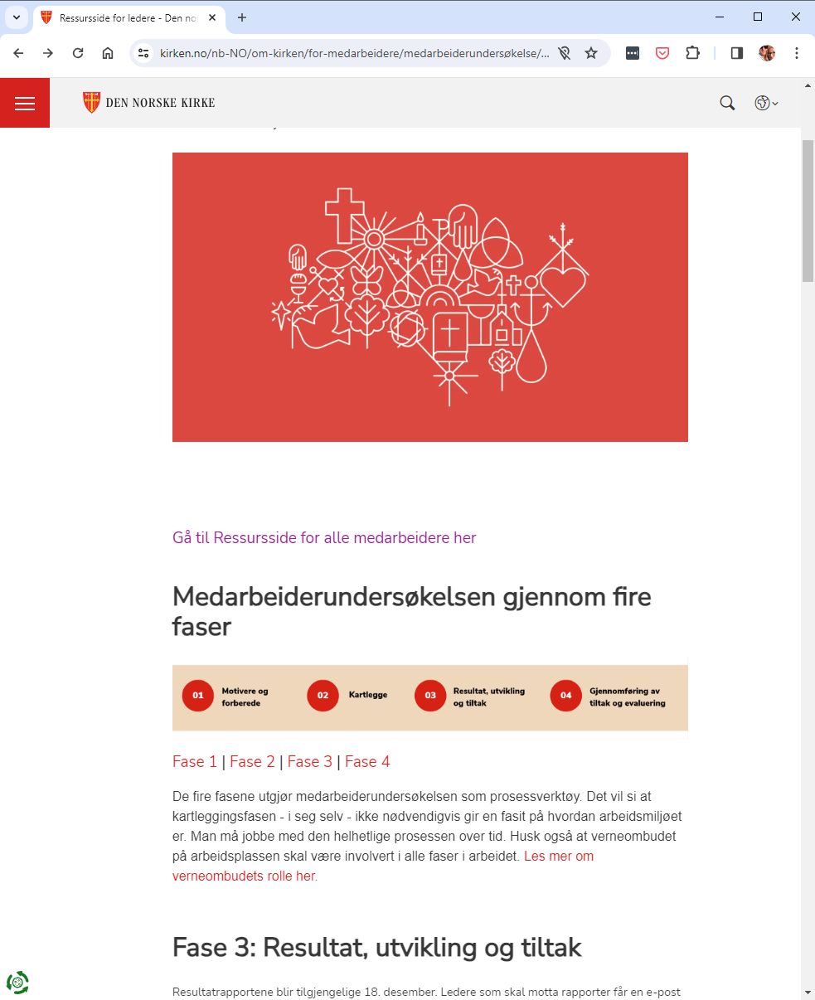 Ressursside for ledere - Den no
kirken.no/nb-NO/om-kirken/for-medarbeidere/medarbeiderundersøkelse/...
DEN NORSKE KIRKE
Gå til Ressursside for alle medarbeidere her
Medarbeiderundersøkelsen gjennom fire
faser
01 Motivere og
forberede
02 Kartlegge
03 Resultat, utvikling
og tiltak
04 Gjennomføring av
tiltak og evaluering
Fase 1 | Fase 2 | Fase 3 | Fase 4
De fire fasene utgjør medarbeiderundersøkelsen som prosessverktøy. Det vil si at
kartleggingsfasen - i seg selv - ikke nødvendigvis gir en fasit på hvordan arbeidsmiljøet
er. Man må jobbe med den helhetlige prosessen over tid. Husk også at verneombudet
på arbeidsplassen skal være involvert i alle faser i arbeidet. Les mer om
verneombudets rolle her.
Fase 3: Resultat, utvikling og tiltak
Resultatrapportene blir tilgjengelige 18. desember. Ledere som skal motta rapporter får en e-post